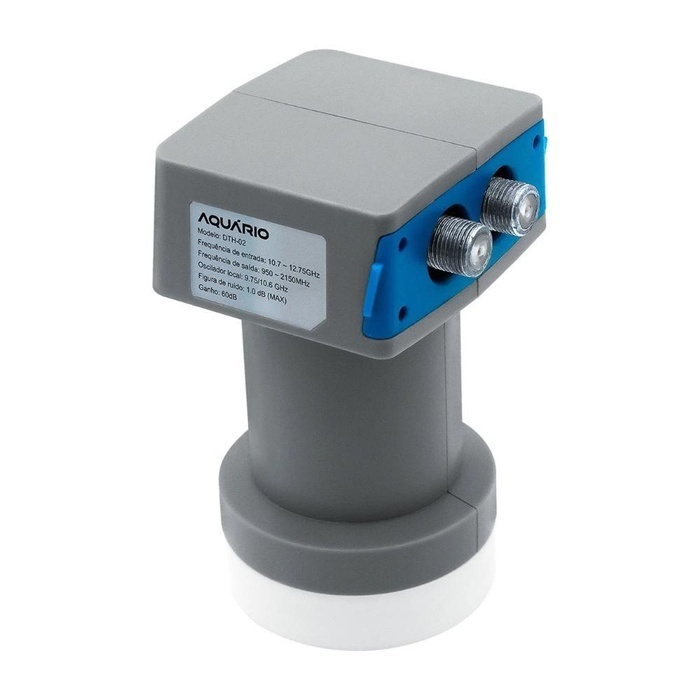 AQUÁRIO
Modelo: DTH-02
Frequência de entrada: 10.7 ~ 12.75GHz
Frequência de saída: 950 ~ 2150MHz
Oscilador local: 9.75/10.6 GHz
Figura de ruído: 1.0 dB (MAX)
Ganho: 60dB